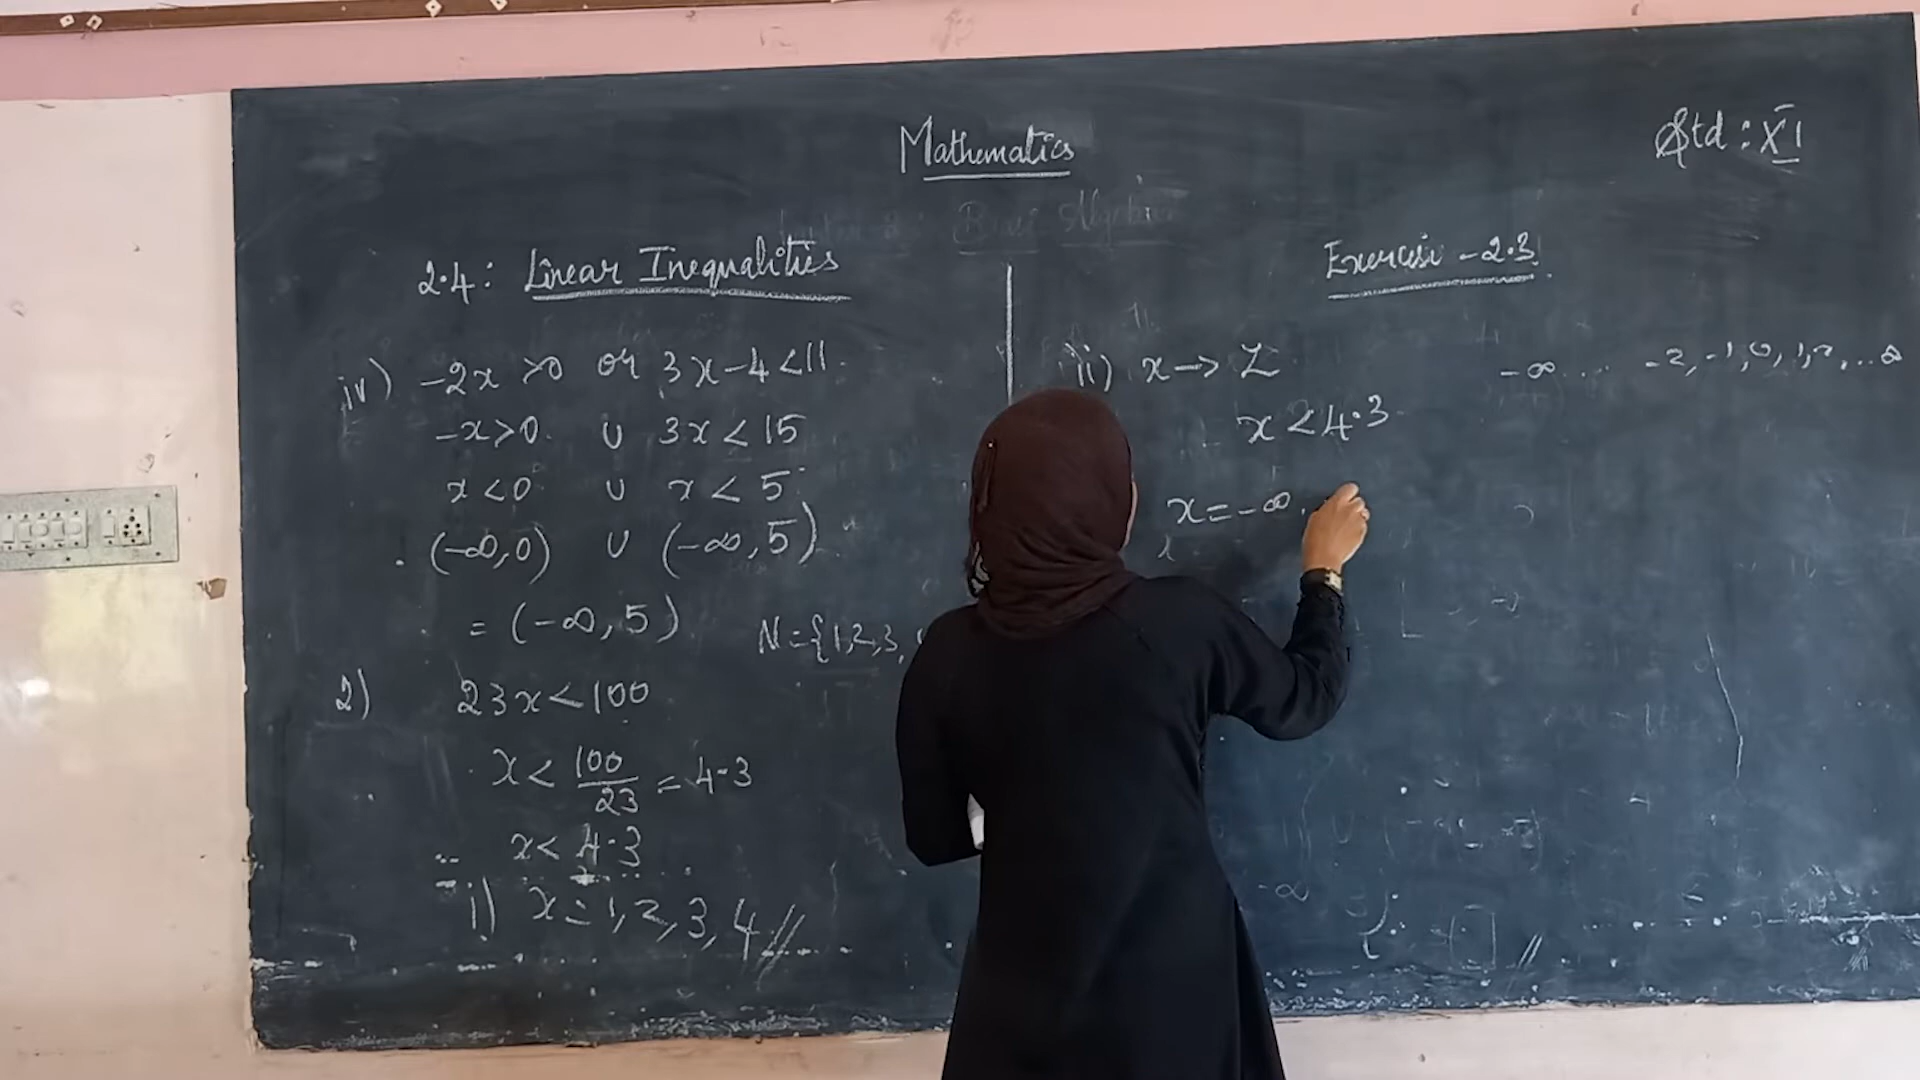 Mathematics
Std : XI
Basic Algebra
2.4 : Linear Inequalities
iv) -2x >0 or 3x-4<11
-x>0 ∪ 3x<15
x<0 ∪ x<5
(-∞,0) ∪ (-∞,5)
= (-∞,5)
N={1,2,3,
2) 23x<100
x< 100/23 = 4.3
x< 4.3
i) x=1,2,3,4//
Exercise - 2.3
ii) x→Z
-∞ .... -2,-1,0,1,2,...∞
x<4.3
x=-∞.